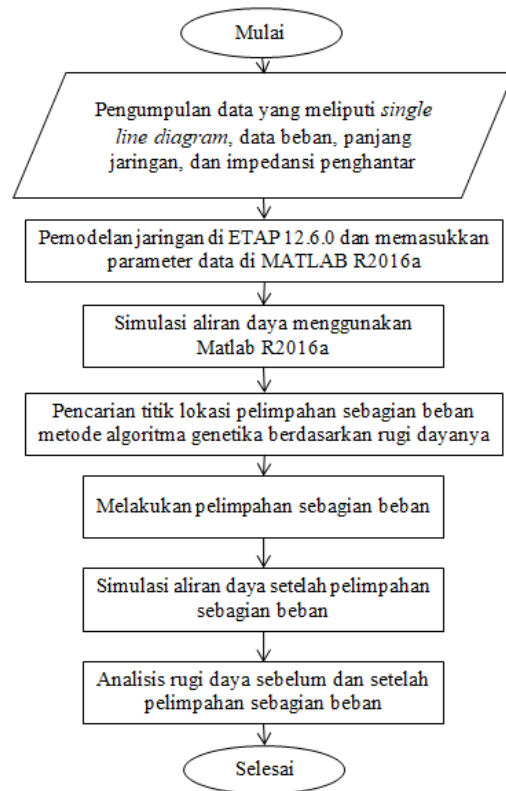 Mulai
Pengumpulan data yang meliputi single
line diagram, data beban, panjang
jaringan, dan impedansi penghantar
Pemodelan jaringan di ETAP 12.6.0 dan memasukkan
parameter data di MATLAB R2016a
Simulasi aliran daya menggunakan
Matlab R2016a
Pencarian titik lokasi pelimpahan sebagian beban
metode algoritma genetika berdasarkan rugi dayanya
Melakukan pelimpahan sebagian beban
Simulasi aliran daya setelah pelimpahan
sebagian beban
Analisis rugi daya sebelum dan setelah
pelimpahan sebagian beban
Selesai